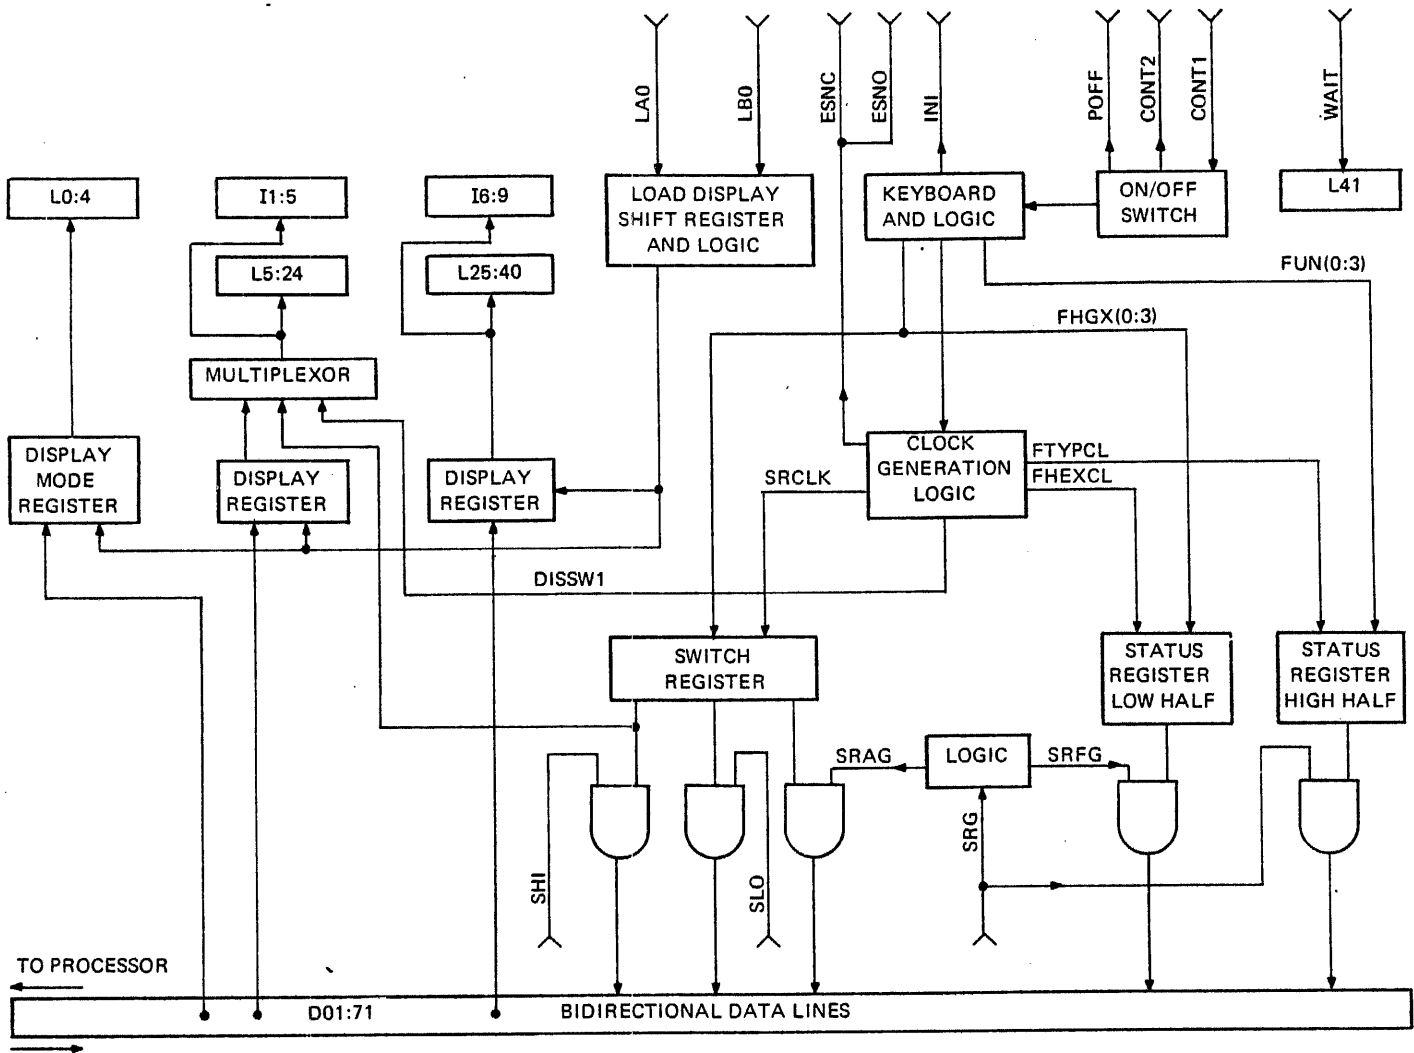 LA0
LB0
ESNC
ESNO
INI
POFF
CONT2
CONT1
WAIT
L0:4
I1:5
I6:9
LOAD DISPLAY
SHIFT REGISTER
AND LOGIC
KEYBOARD
AND LOGIC
ON/OFF
SWITCH
L41
L5:24
L25:40
FUN(0:3)
FHGX(0:3)
MULTIPLEXOR
DISPLAY
MODE
REGISTER
DISPLAY
REGISTER
DISPLAY
REGISTER
SRCLK
CLOCK
GENERATION
LOGIC
FTYPCL
FHEXCL
DISSW1
SWITCH
REGISTER
STATUS
REGISTER
LOW HALF
STATUS
REGISTER
HIGH HALF
SRAG
LOGIC
SRFG
SRG
SHI
SLO
TO PROCESSOR
D01:71
BIDIRECTIONAL DATA LINES